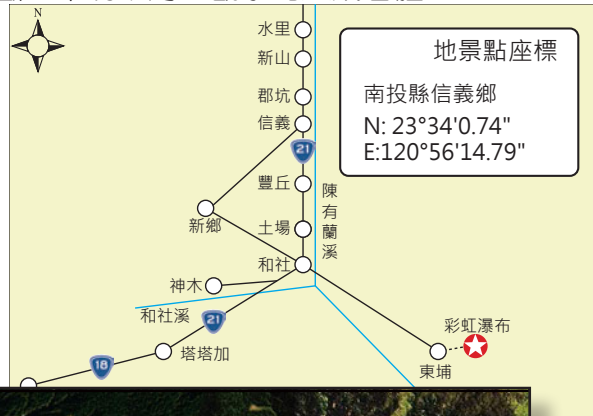 N
水里
新山
郡坑
信義
21
豐丘
陳有蘭溪
新鄉
土場
和社
神木
和社溪
21
塔塔加
18
彩虹瀑布
東埔
地景點座標
南投縣信義鄉
N: 23°34'0.74"
E:120°56'14.79"